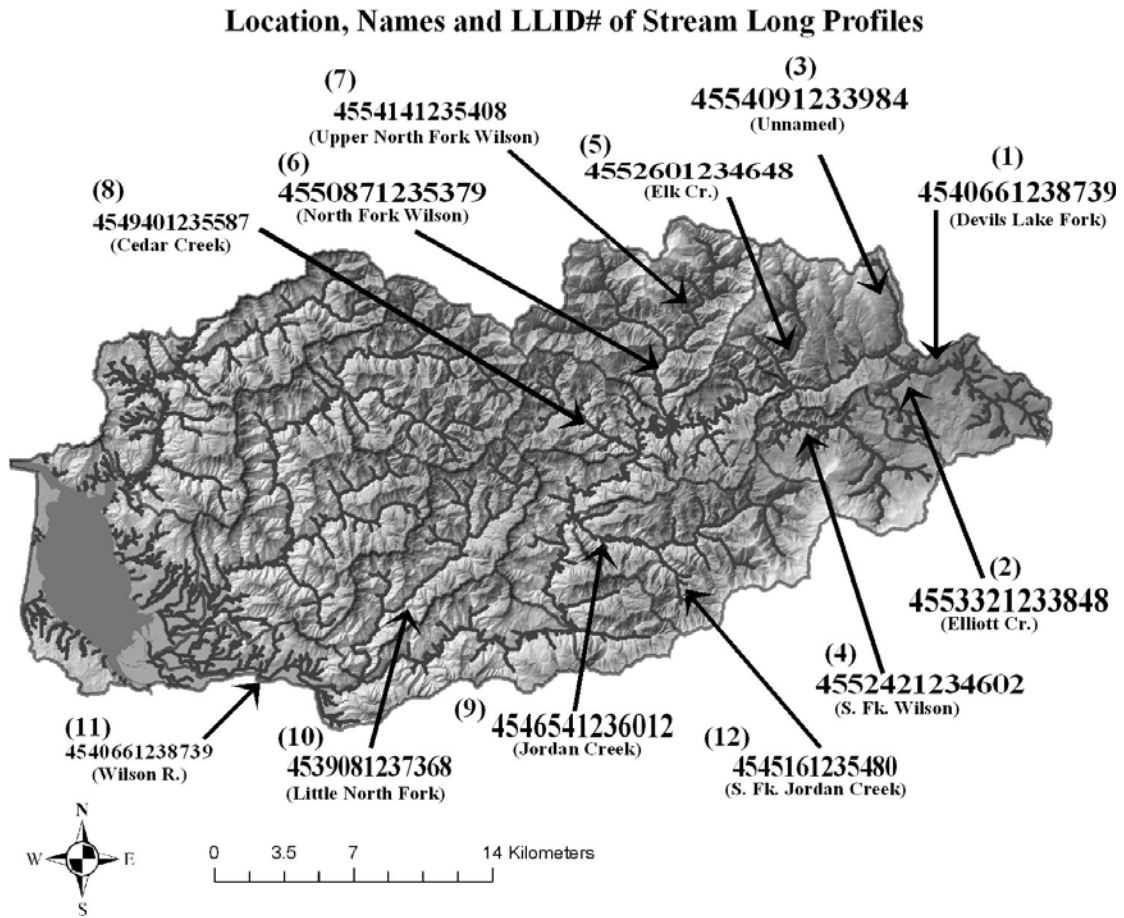 Location, Names and LLID# of Stream Long Profiles
(3)
4554091233984
(Unnamed)
(7)
4554141235408
(Upper North Fork Wilson)
(5)
4552601234648
(Elk Cr.)
(1)
4540661238739
(Devils Lake Fork)
(6)
4550871235379
(North Fork Wilson)
(8)
4549401235587
(Cedar Creek)
(2)
4553321233848
(Elliott Cr.)
(4)
4552421234602
(S. Fk. Wilson)
(9)
4546541236012
(Jordan Creek)
(11)
4540661238739
(Wilson R.)
(10)
4539081237368
(Little North Fork)
(12)
4545161235480
(S. Fk. Jordan Creek)
N
W E
S
0 3.5 7 14 Kilometers